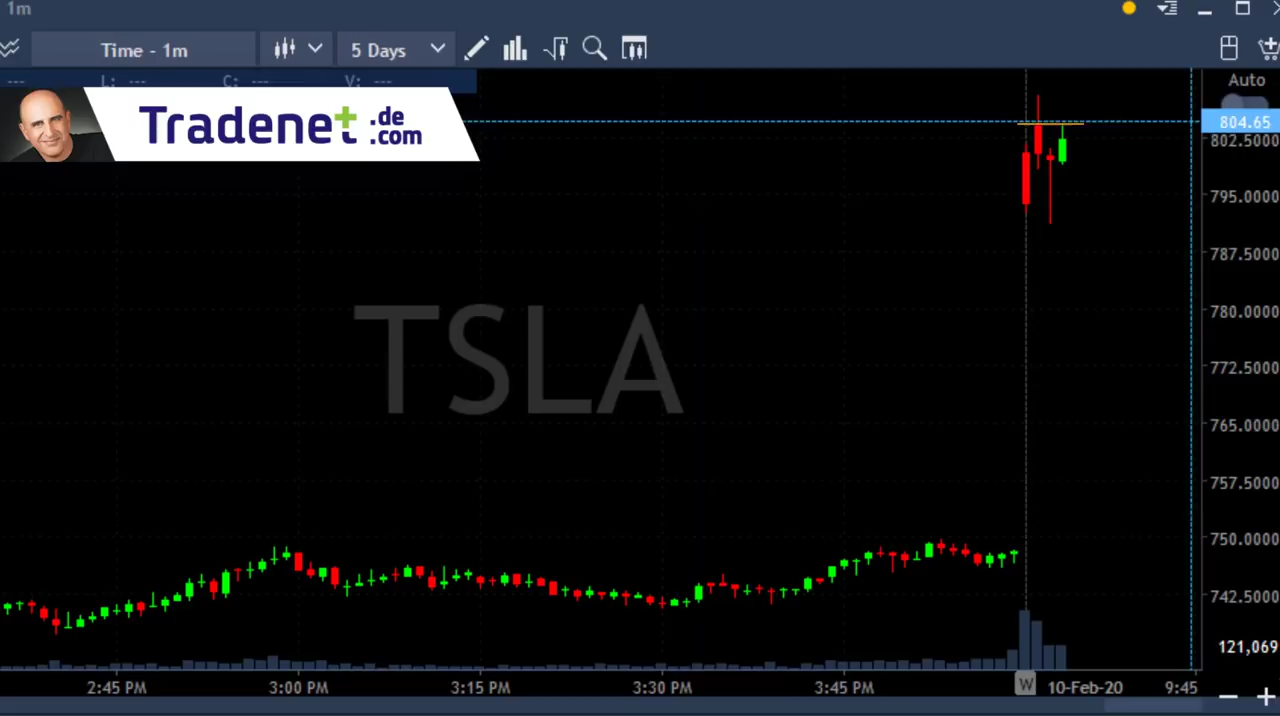 1m
Time - 1m
5 Days
--- L: --- C: --- V: ---
Auto
Tradenet .de
.com
804.65
802.5000
795.0000
787.5000
780.0000
TSLA
772.5000
765.0000
757.5000
750.0000
742.5000
121,069
2:45 PM 3:00 PM 3:15 PM 3:30 PM 3:45 PM W 10-Feb-20 9:45